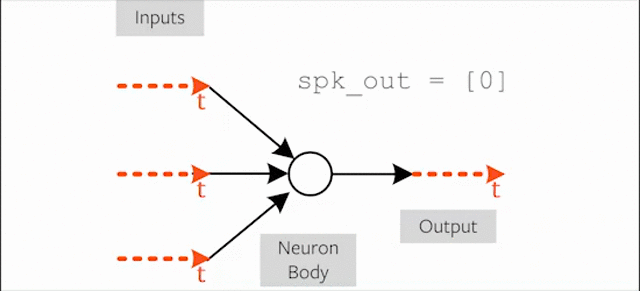 Inputs
spk_out = [0]
t
t
t
t
Output
Neuron
Body